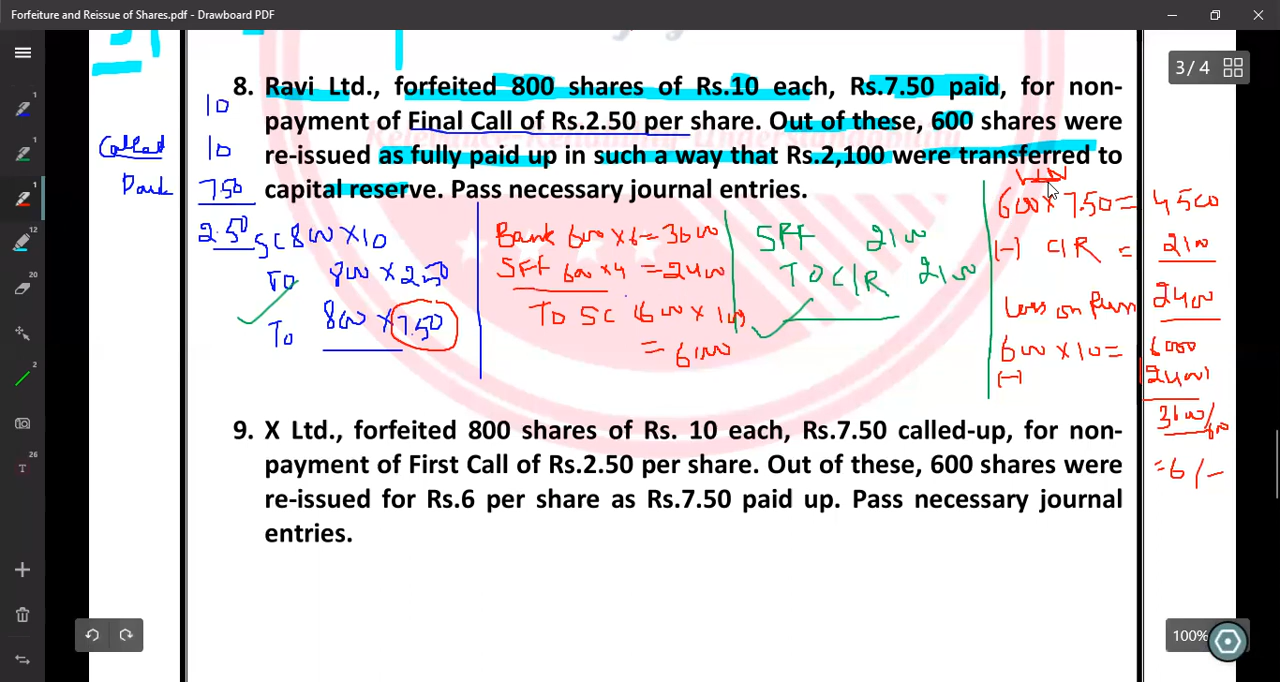 Forfeiture and Reissue of Shares.pdf - Drawboard PDF
3/4
8. Ravi Ltd., forfeited 800 shares of Rs.10 each, Rs.7.50 paid, for non-
payment of Final Call of Rs.2.50 per share. Out of these, 600 shares were
re-issued as fully paid up in such a way that Rs.2,100 were transferred to
capital reserve. Pass necessary journal entries.
10
Called 10
Paid 7.50
2.50
SC 800×10
To 800×2.50
To 800×7.50
Bank 600×6=3600
SFF 600×4=2400
To SC (600×10)
=6000
SFF 2100
TO C/R 2100
600×7.50= 4500
(-) C/R = 2100
2400
600×10= 6000
(-) 2400
3600/600
=6/-
9. X Ltd., forfeited 800 shares of Rs. 10 each, Rs.7.50 called-up, for non-
payment of First Call of Rs.2.50 per share. Out of these, 600 shares were
re-issued for Rs.6 per share as Rs.7.50 paid up. Pass necessary journal
entries.
1
1
1
12
20
26
100%